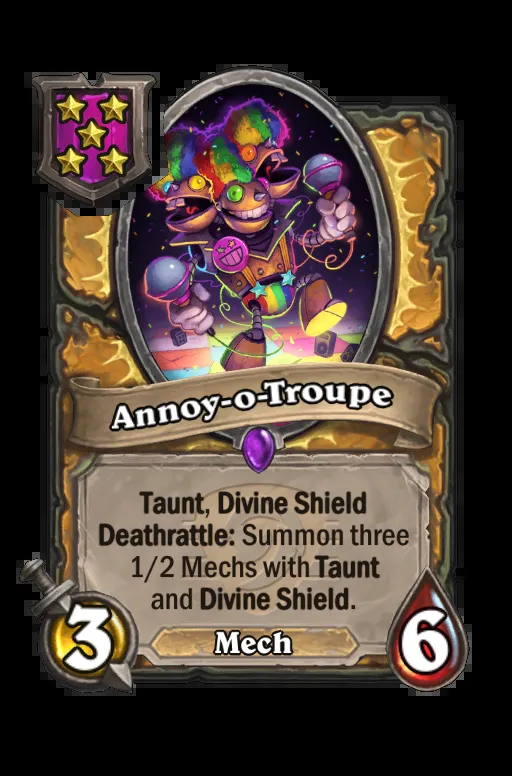 Annoy-o-Troupe
Taunt, Divine Shield
Deathrattle: Summon three
1/2 Mechs with Taunt
and Divine Shield.
3
Mech
6